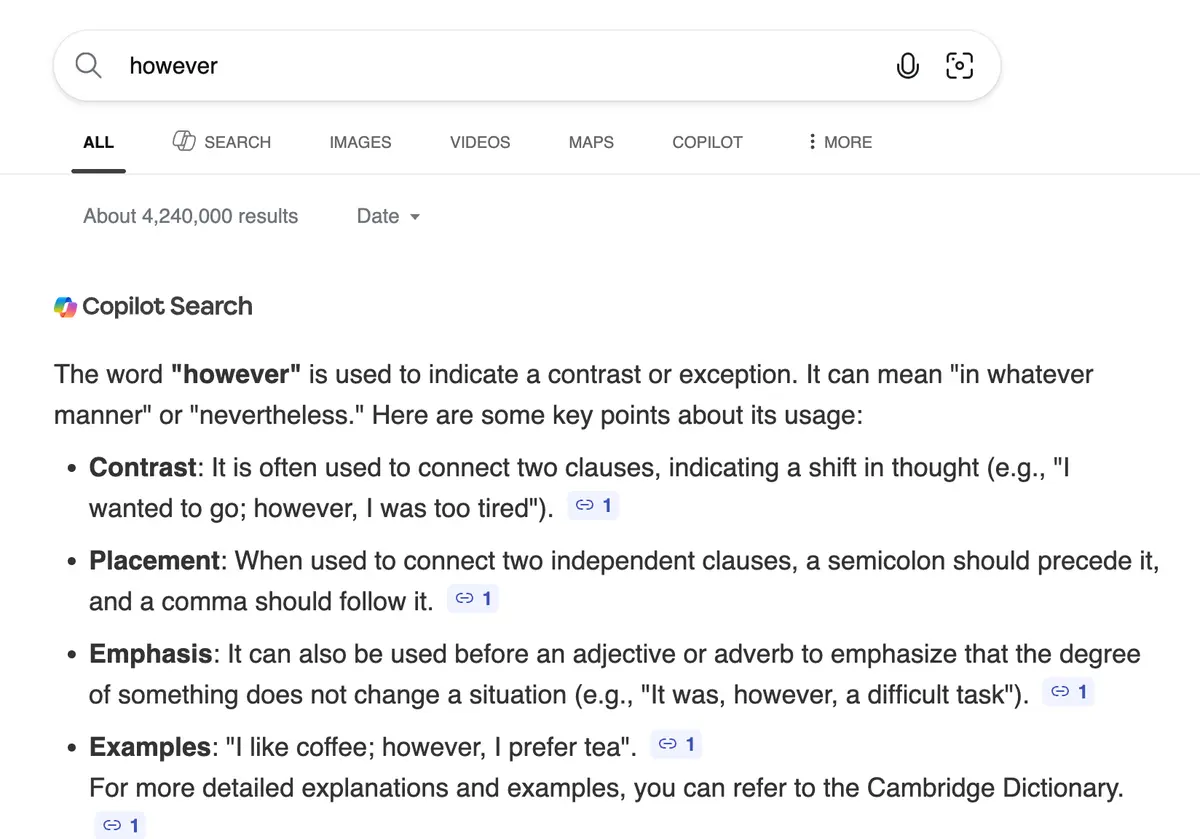 however
ALL SEARCH IMAGES VIDEOS MAPS COPILOT MORE
About 4,240,000 results Date
Copilot Search
The word "however" is used to indicate a contrast or exception. It can mean "in whatever
manner" or "nevertheless." Here are some key points about its usage:
• Contrast: It is often used to connect two clauses, indicating a shift in thought (e.g., "I
wanted to go; however, I was too tired"). 1
• Placement: When used to connect two independent clauses, a semicolon should precede it,
and a comma should follow it. 1
• Emphasis: It can also be used before an adjective or adverb to emphasize that the degree
of something does not change a situation (e.g., "It was, however, a difficult task"). 1
• Examples: "I like coffee; however, I prefer tea". 1
For more detailed explanations and examples, you can refer to the Cambridge Dictionary.
1